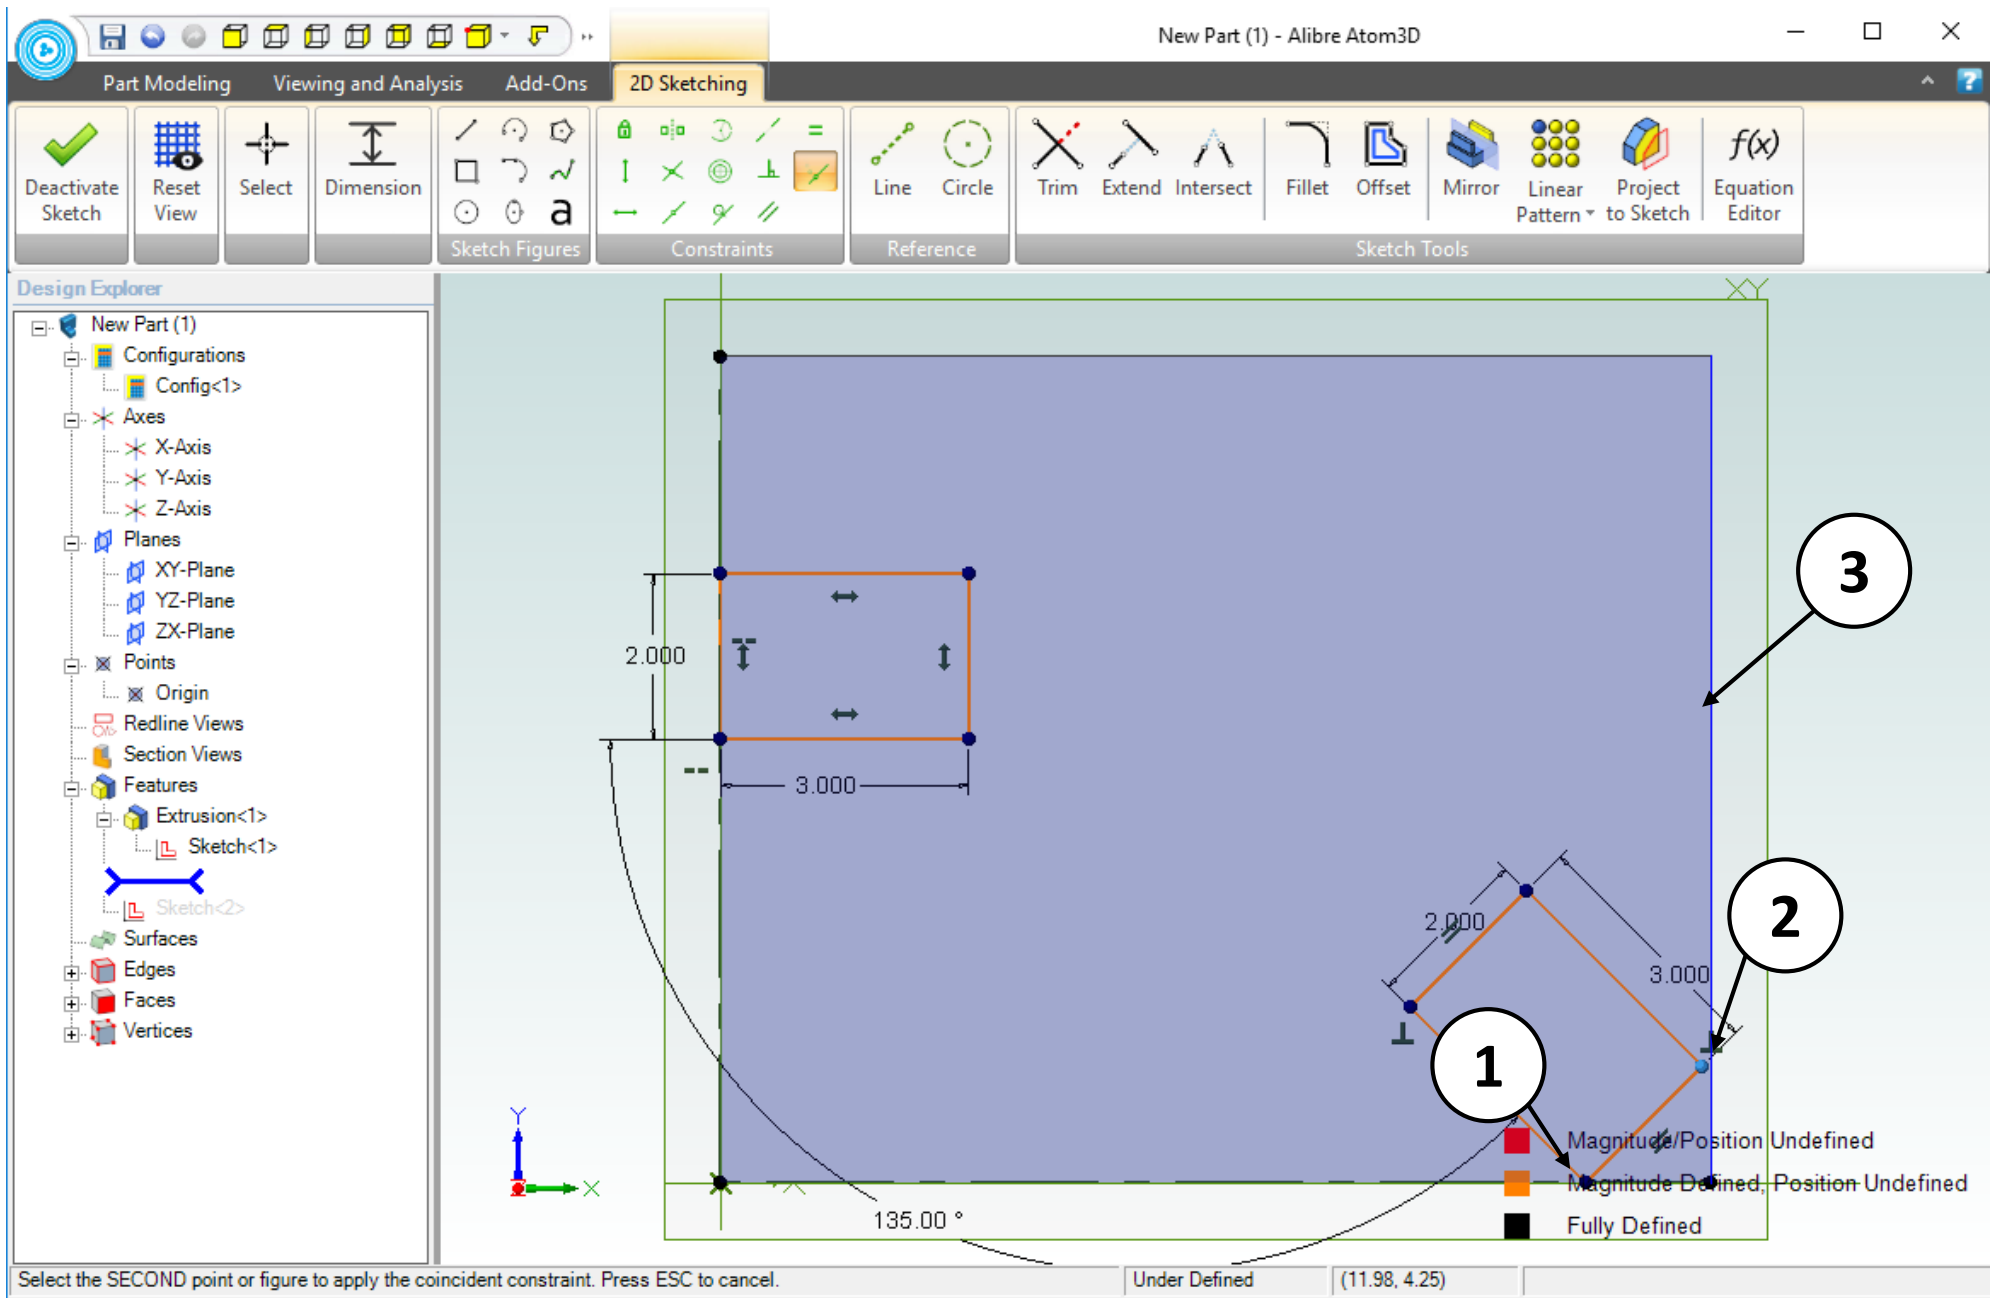 New Part (1) - Alibre Atom3D
Part Modeling Viewing and Analysis Add-Ons 2D Sketching
Deactivate Sketch
Reset View
Select
Dimension
a
Sketch Figures
Constraints
Line
Circle
Reference
Trim
Extend
Intersect
Fillet
Offset
Mirror
Linear Pattern
Project to Sketch
f(x)
Equation Editor
Sketch Tools
?
Design Explorer
New Part (1)
Configurations
Config<1>
Axes
X-Axis
Y-Axis
Z-Axis
Planes
XY-Plane
YZ-Plane
ZX-Plane
Points
Origin
Redline Views
Section Views
Features
Extrusion<1>
Sketch<1>
Sketch<2>
Surfaces
Edges
Faces
Vertices
XY
3
2.000
3.000
2.000
2
3.000
1
Y
X
135.00 °
Magnitude/Position Undefined
Magnitude Defined, Position Undefined
Fully Defined
Select the SECOND point or figure to apply the coincident constraint. Press ESC to cancel.
Under Defined
(11.98, 4.25)